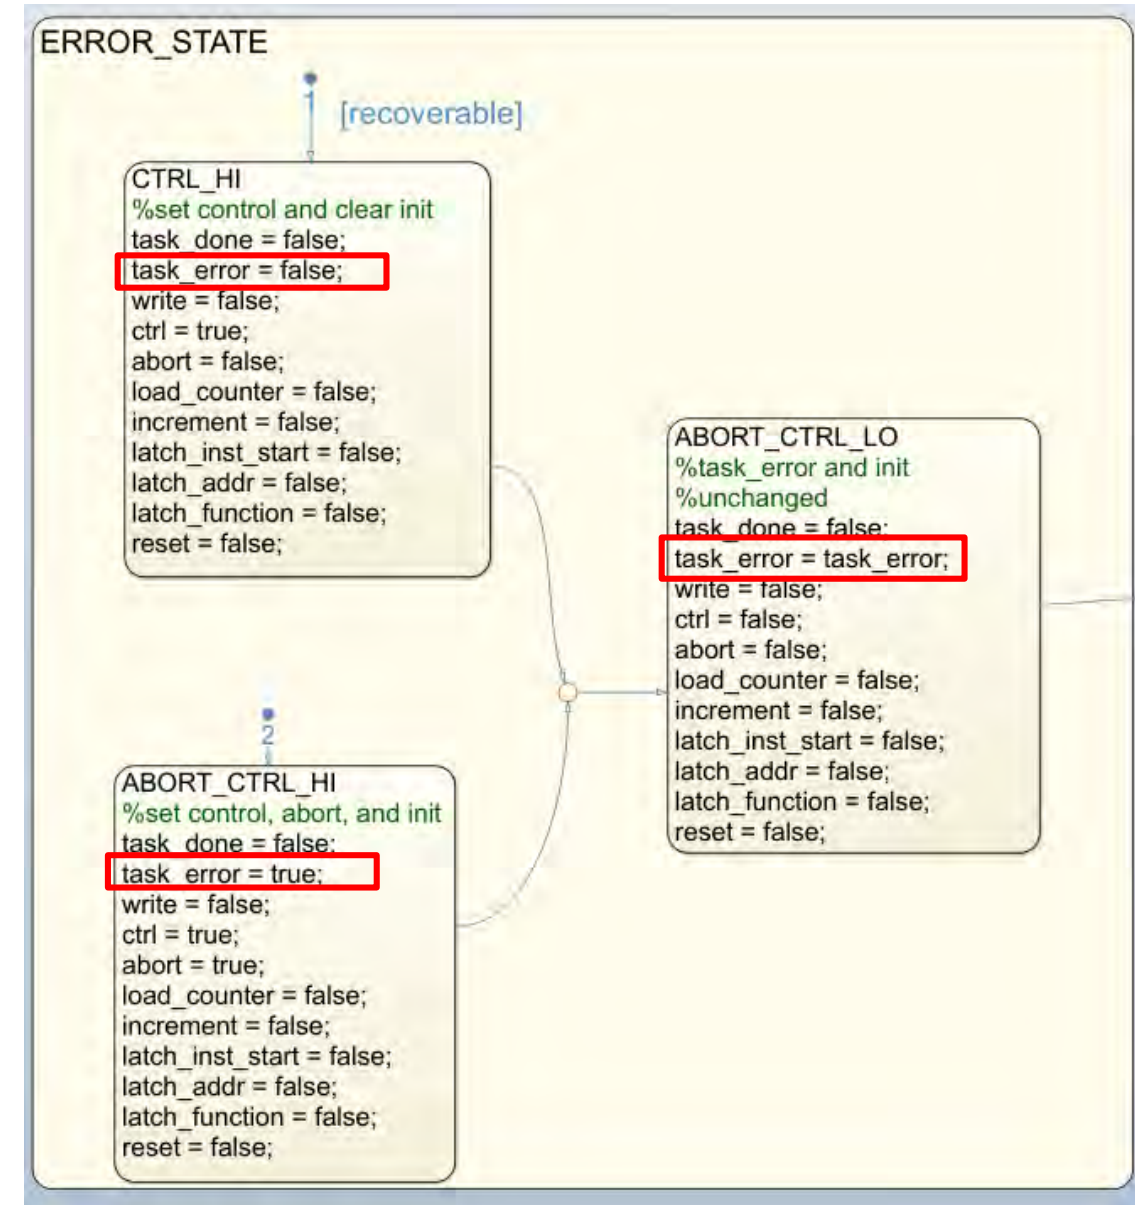 ERROR_STATE
1
[recoverable]
CTRL_HI
%set control and clear init
task_done = false;
task_error = false;
write = false;
ctrl = true;
abort = false;
load_counter = false;
increment = false;
latch_inst_start = false;
latch_addr = false;
latch_function = false;
reset = false;
ABORT_CTRL_LO
%task_error and init
%unchanged
task_done = false;
task_error = task_error;
write = false;
ctrl = false;
abort = false;
load_counter = false;
increment = false;
latch_inst_start = false;
latch_addr = false;
latch_function = false;
reset = false;
2
ABORT_CTRL_HI
%set control, abort, and init
task_done = false;
task_error = true;
write = false;
ctrl = true;
abort = true;
load_counter = false;
increment = false;
latch_inst_start = false;
latch_addr = false;
latch_function = false;
reset = false;